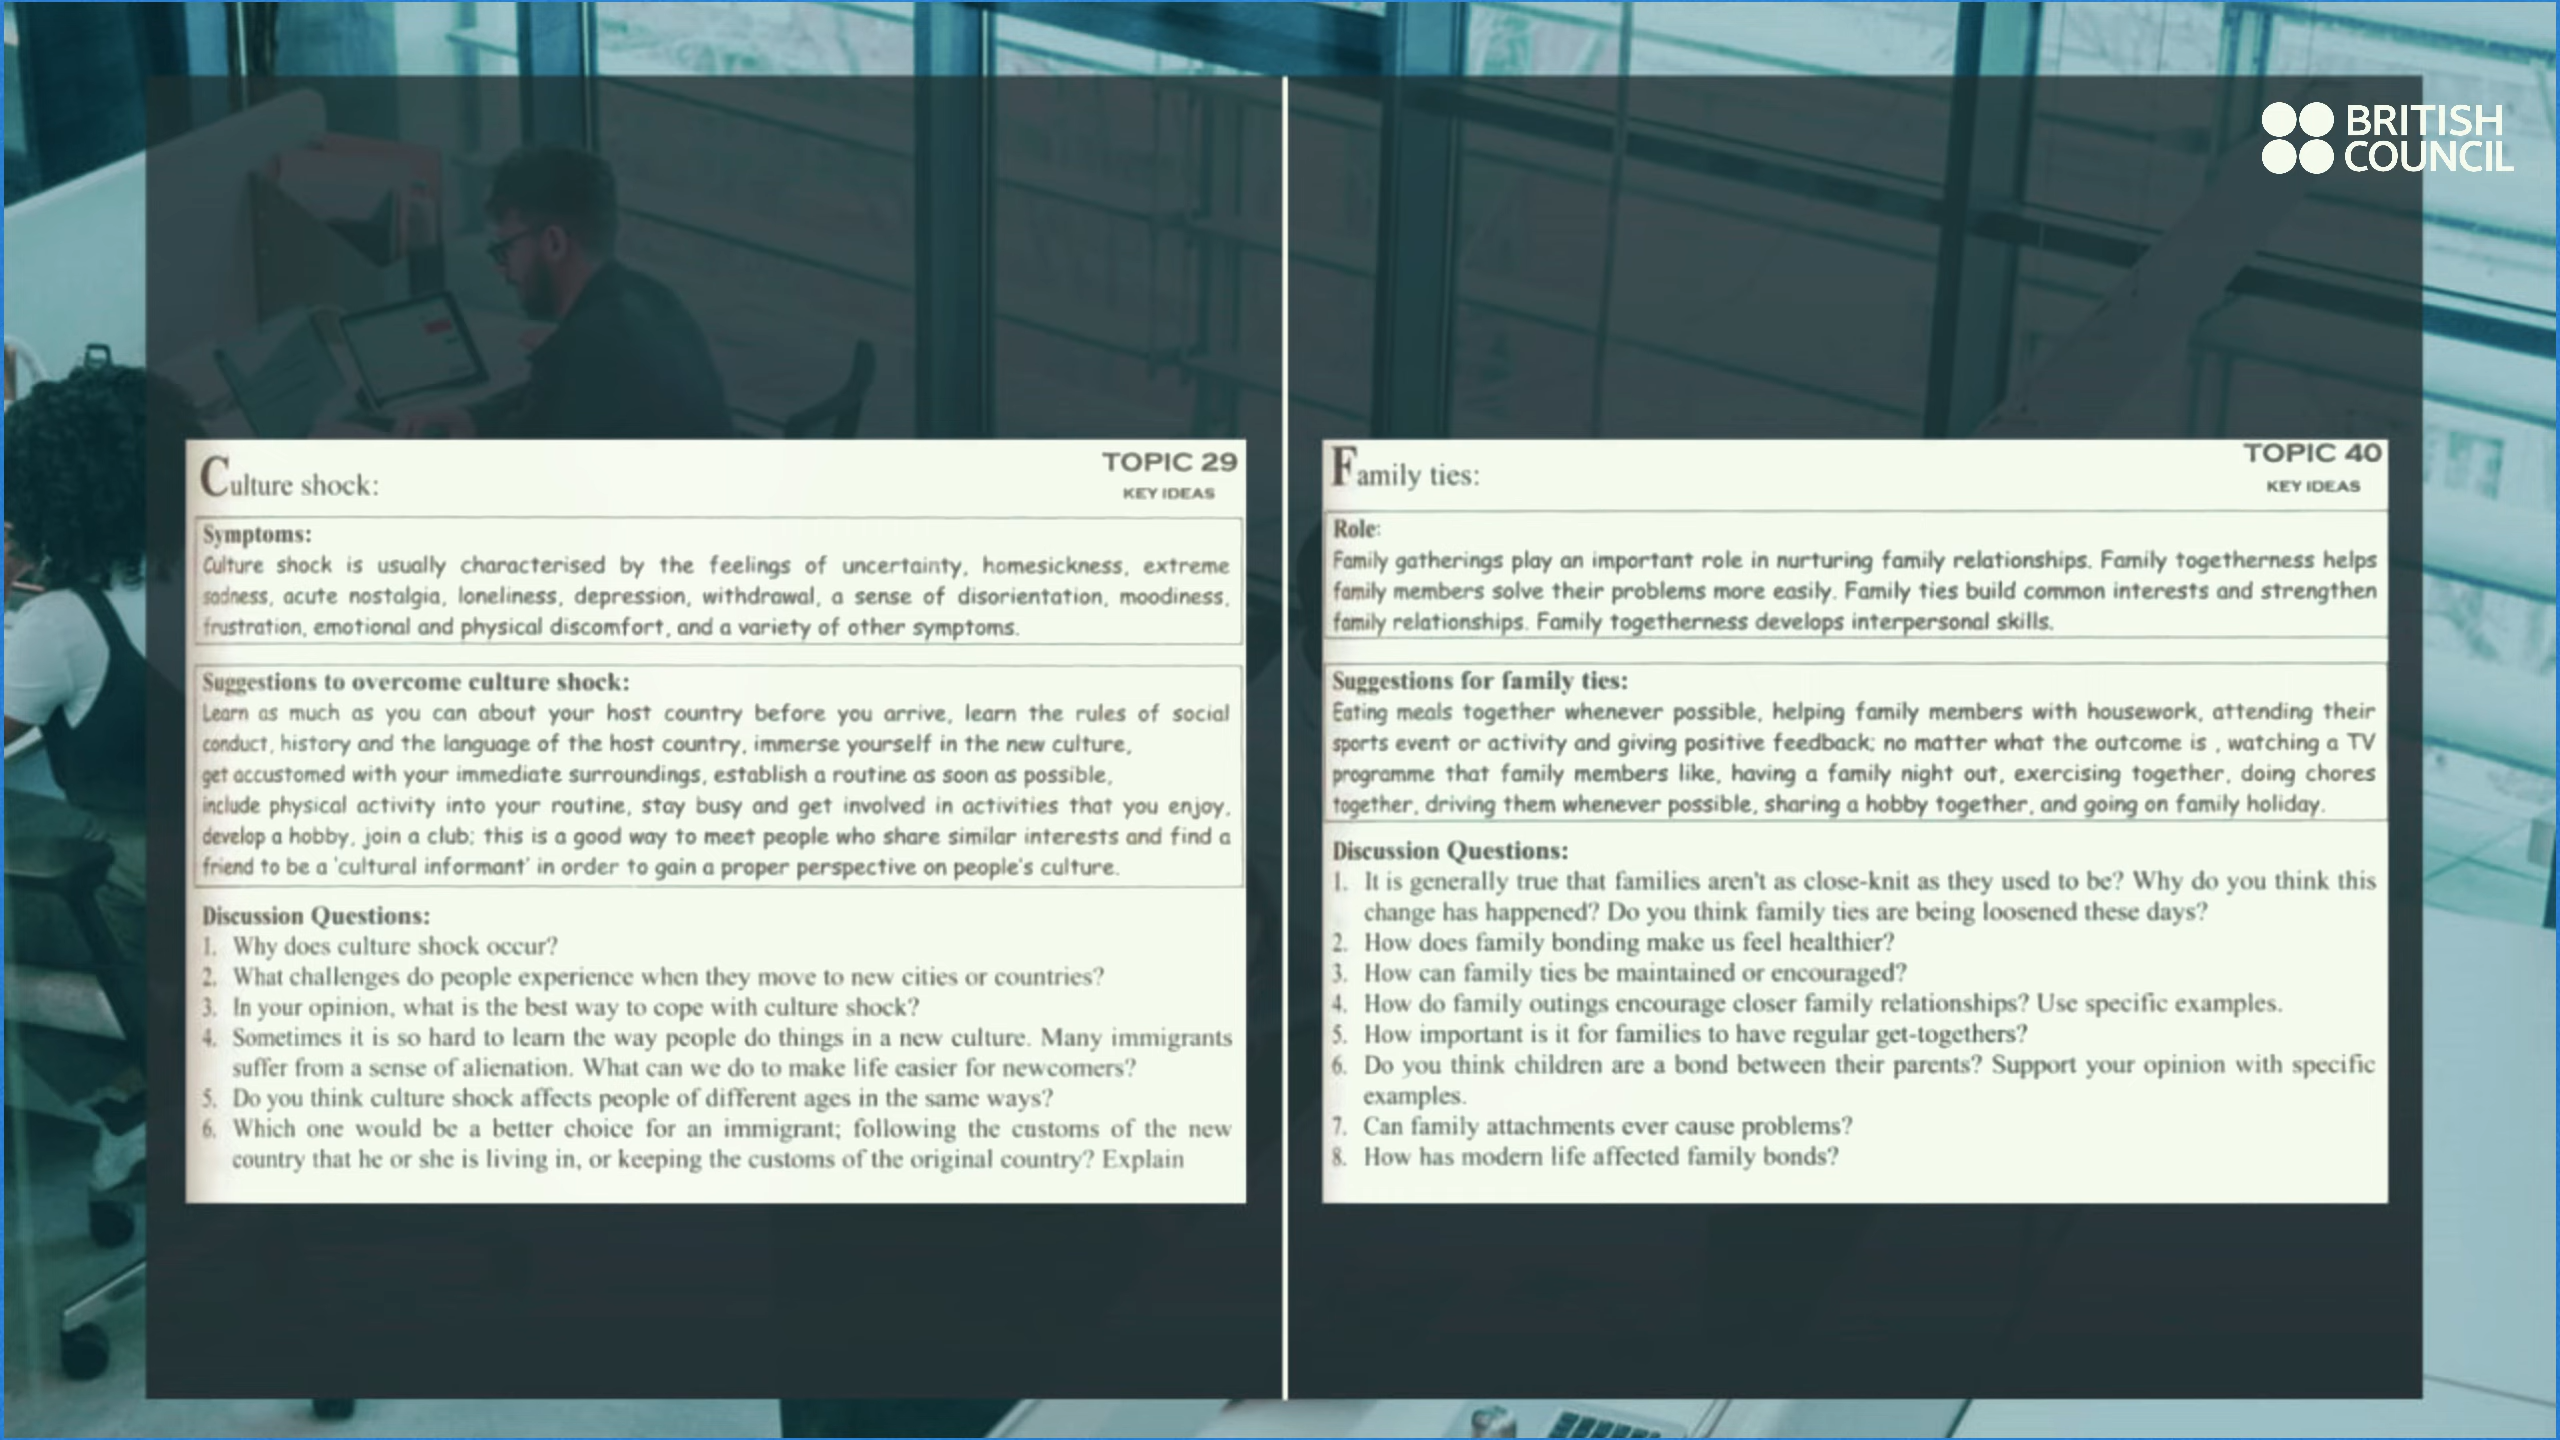 BRITISH
COUNCIL
Culture shock:
TOPIC 29
KEY IDEAS
Symptoms:
Culture shock is usually characterised by the feelings of uncertainty, homesickness, extreme
sadness, acute nostalgia, loneliness, depression, withdrawal, a sense of disorientation, moodiness,
frustration, emotional and physical discomfort, and a variety of other symptoms.
Suggestions to overcome culture shock:
Learn as much as you can about your host country before you arrive, learn the rules of social
conduct, history and the language of the host country, immerse yourself in the new culture,
get accustomed with your immediate surroundings, establish a routine as soon as possible,
include physical activity into your routine, stay busy and get involved in activities that you enjoy,
develop a hobby, join a club; this is a good way to meet people who share similar interests and find a
friend to be a 'cultural informant' in order to gain a proper perspective on people's culture.
Discussion Questions:
1. Why does culture shock occur?
2. What challenges do people experience when they move to new cities or countries?
3. In your opinion, what is the best way to cope with culture shock?
4. Sometimes it is so hard to learn the way people do things in a new culture. Many immigrants
suffer from a sense of alienation. What can we do to make life easier for newcomers?
5. Do you think culture shock affects people of different ages in the same ways?
6. Which one would be a better choice for an immigrant; following the customs of the new
country that he or she is living in, or keeping the customs of the original country? Explain
Family ties:
TOPIC 40
KEY IDEAS
Role:
Family gatherings play an important role in nurturing family relationships. Family togetherness helps
family members solve their problems more easily. Family ties build common interests and strengthen
family relationships. Family togetherness develops interpersonal skills.
Suggestions for family ties:
Eating meals together whenever possible, helping family members with housework, attending their
sports event or activity and giving positive feedback; no matter what the outcome is , watching a TV
programme that family members like, having a family night out, exercising together, doing chores
together, driving them whenever possible, sharing a hobby together, and going on family holiday.
Discussion Questions:
1. It is generally true that families aren't as close-knit as they used to be? Why do you think this
change has happened? Do you think family ties are being loosened these days?
2. How does family bonding make us feel healthier?
3. How can family ties be maintained or encouraged?
4. How do family outings encourage closer family relationships? Use specific examples.
5. How important is it for families to have regular get-togethers?
6. Do you think children are a bond between their parents? Support your opinion with specific
examples.
7. Can family attachments ever cause problems?
8. How has modern life affected family bonds?